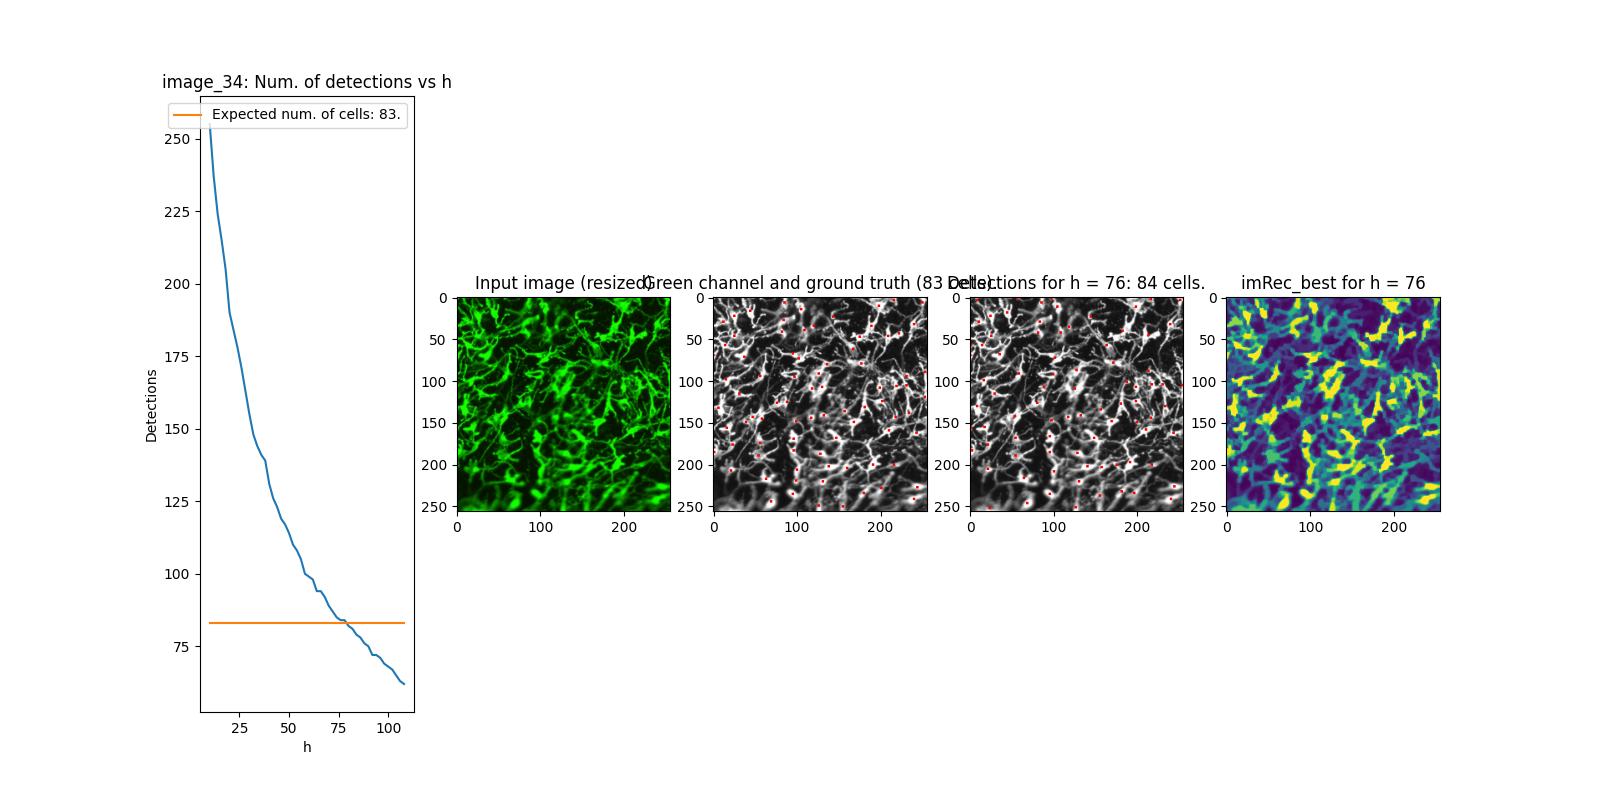 image_34: Num. of detections vs h
Expected num. of cells: 83.
250
225
200
175
150
125
100
75
Detections
25 50 75 100
h
Input image (resized)
0
50
100
150
200
250
0 100 200
Green channel and ground truth (83 cells).
0
50
100
150
200
250
0 100 200
Detections for h = 76: 84 cells.
0
50
100
150
200
250
0 100 200
imRec_best for h = 76
0
50
100
150
200
250
0 100 200